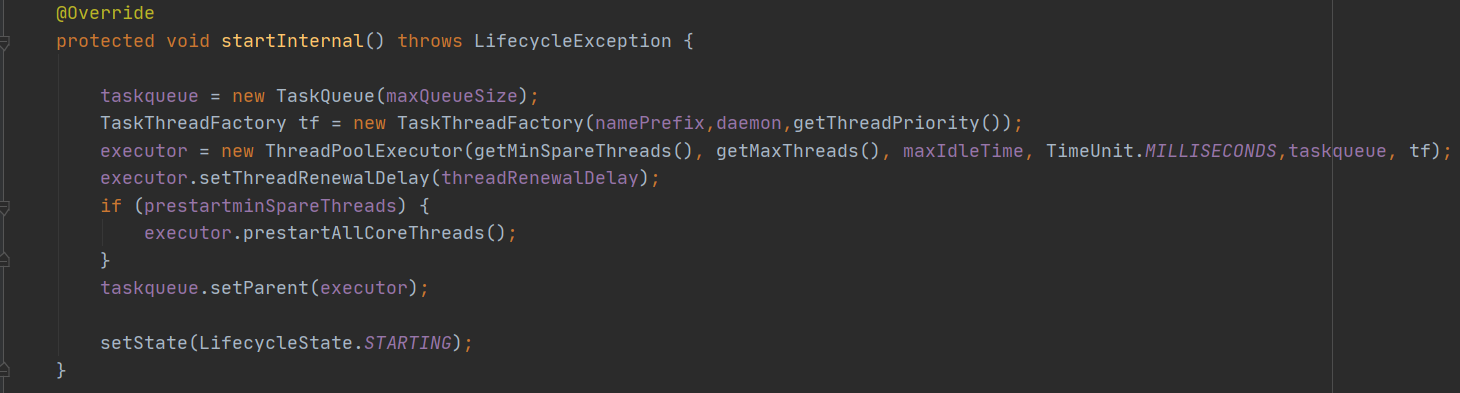 @Override
protected void startInternal() throws LifecycleException {
taskqueue = new TaskQueue(maxQueueSize);
TaskThreadFactory tf = new TaskThreadFactory(namePrefix,daemon,getThreadPriority());
executor = new ThreadPoolExecutor(getMinSpareThreads(), getMaxThreads(), maxIdleTime, TimeUnit.MILLISECONDS,taskqueue, tf);
executor.setThreadRenewalDelay(threadRenewalDelay);
if (prestartminSpareThreads) {
executor.prestartAllCoreThreads();
}
taskqueue.setParent(executor);
setState(LifecycleState.STARTING);
}